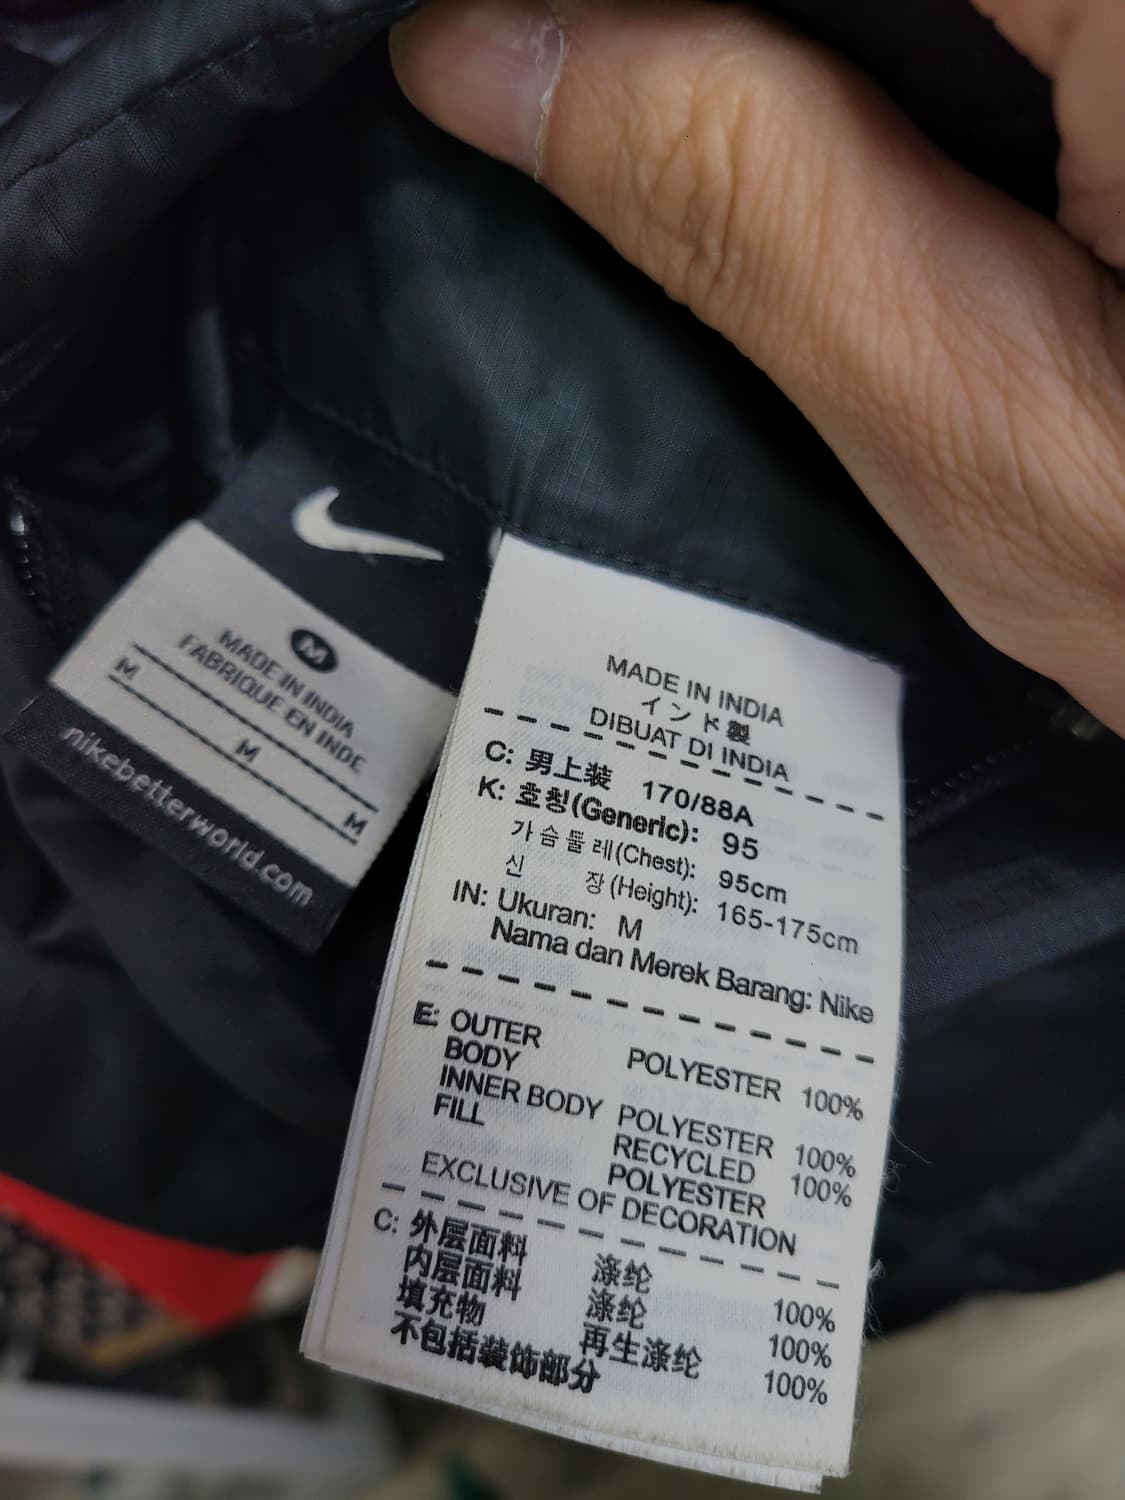 M
MADE IN INDIA
FABRIQUE EN INDE
M M M
nikebetterworld.com
MADE IN INDIA
インド製
DIBUAT DI INDIA
C: 男上装 170/88A
K: 호칭(Generic): 95
가슴둘레(Chest): 95cm
신 장(Height): 165-175cm
IN: Ukuran: M
Nama dan Merek Barang: Nike
E: OUTER
BODY POLYESTER 100%
INNER BODY POLYESTER 100%
FILL RECYCLED 100%
POLYESTER
EXCLUSIVE OF DECORATION
C: 外层面料 涤纶 100%
内层面料 涤纶 100%
填充物 再生涤纶 100%
不包括装饰部分